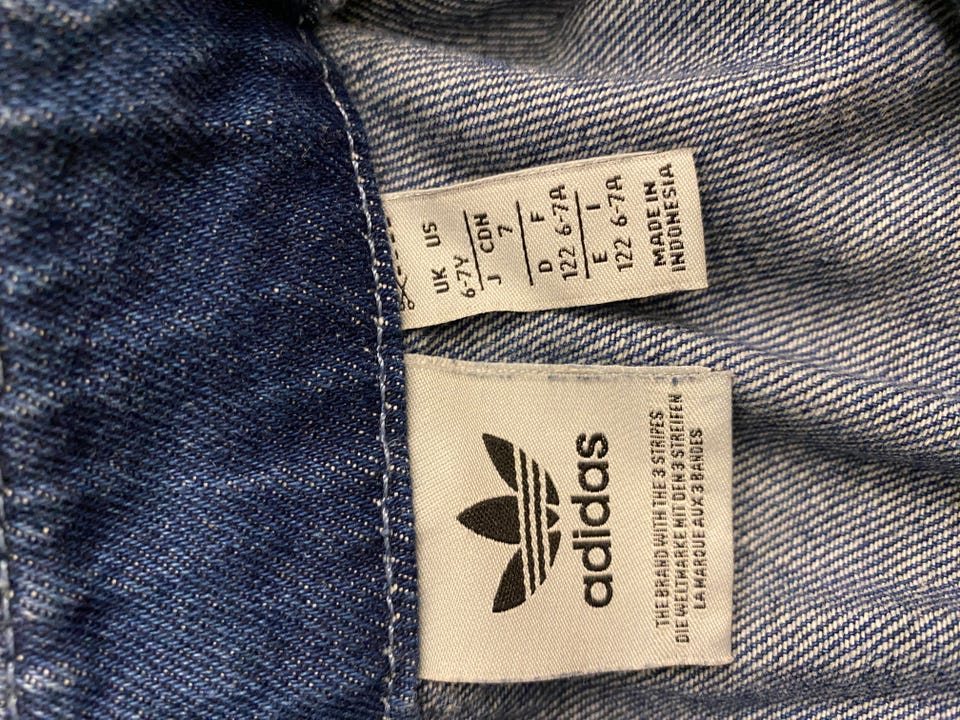 adidas
THE BRAND WITH THE 3 STRIPES
DIE WELTMARKE MIT DEN 3 STREIFEN
LA MARQUE AUX 3 BANDES
UK US
6-7Y
J CDN
7
D F
122 6-7A
E I
122 6-7A
MADE IN
INDONESIA